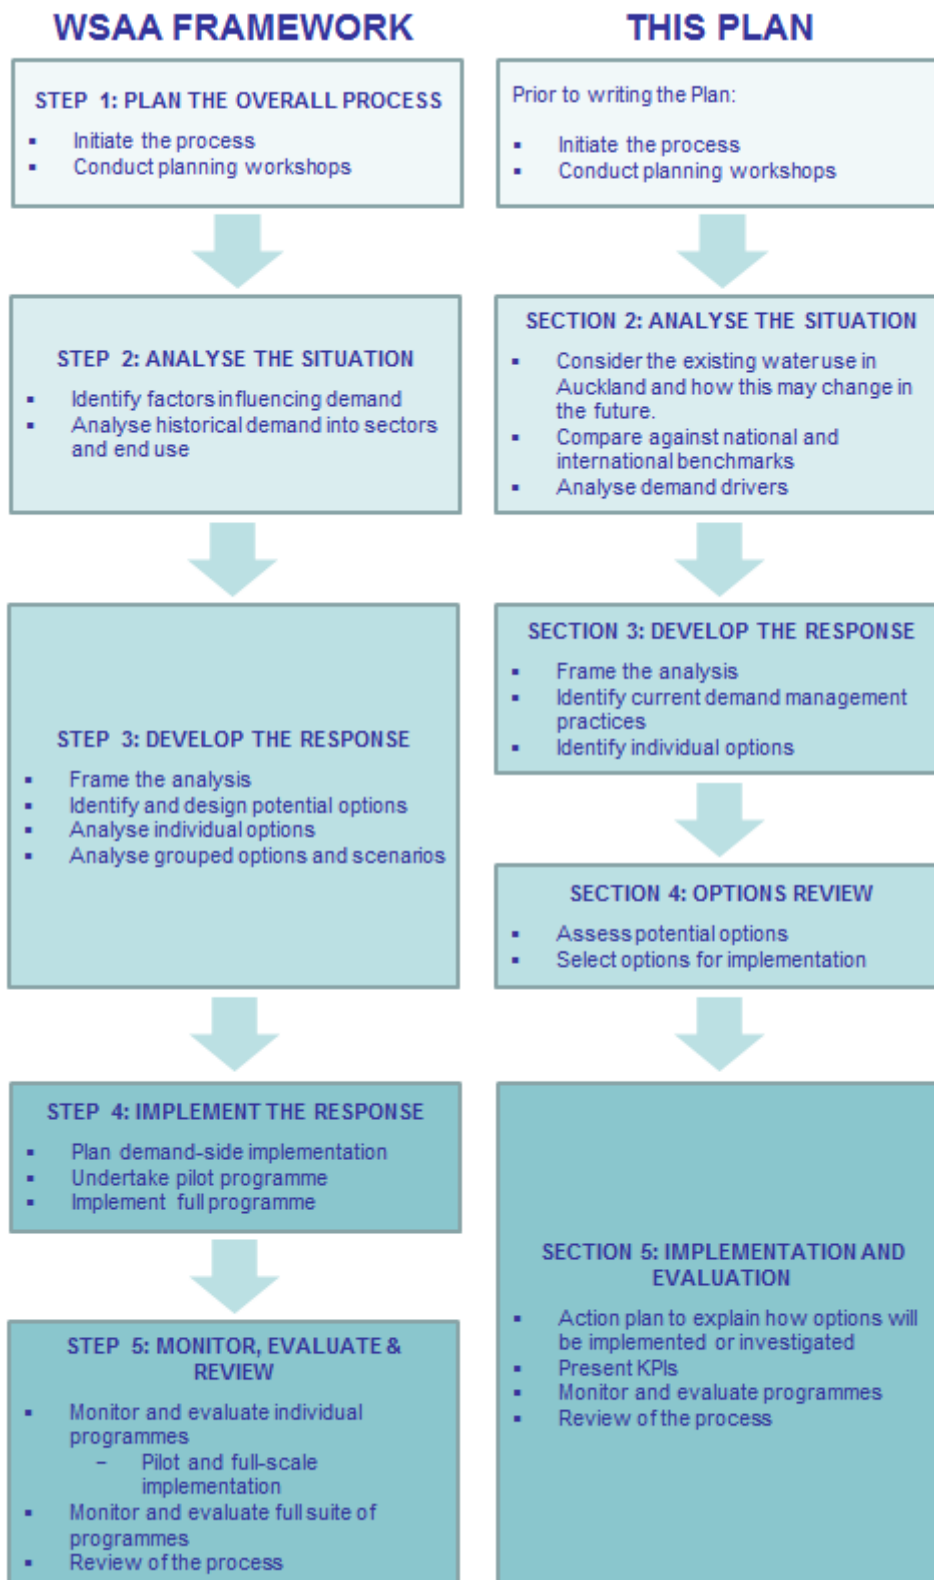 WSAA FRAMEWORK
STEP 1: PLAN THE OVERALL PROCESS
▪ Initiate the process
▪ Conduct planning workshops
STEP 2: ANALYSE THE SITUATION
▪ Identify factors influencing demand
▪ Analyse historical demand into sectors
and end use
STEP 3: DEVELOP THE RESPONSE
▪ Frame the analysis
▪ Identify and design potential options
▪ Analyse individual options
▪ Analyse grouped options and scenarios
STEP 4: IMPLEMENT THE RESPONSE
▪ Plan demand-side implementation
▪ Undertake pilot programme
▪ Implement full programme
STEP 5: MONITOR, EVALUATE &
REVIEW
▪ Monitor and evaluate individual
programmes
– Pilot and full-scale
implementation
▪ Monitor and evaluate full suite of
programmes
▪ Review of the process
THIS PLAN
Prior to writing the Plan:
▪ Initiate the process
▪ Conduct planning workshops
SECTION 2: ANALYSE THE SITUATION
▪ Consider the existing water use in
Auckland and how this may change in
the future.
▪ Compare against national and
international benchmarks
▪ Analyse demand drivers
SECTION 3: DEVELOP THE RESPONSE
▪ Frame the analysis
▪ Identify current demand management
practices
▪ Identify individual options
SECTION 4: OPTIONS REVIEW
▪ Assess potential options
▪ Select options for implementation
SECTION 5: IMPLEMENTATION AND
EVALUATION
▪ Action plan to explain how options will
be implemented or investigated
▪ Present KPIs
▪ Monitor and evaluate programmes
▪ Review of the process